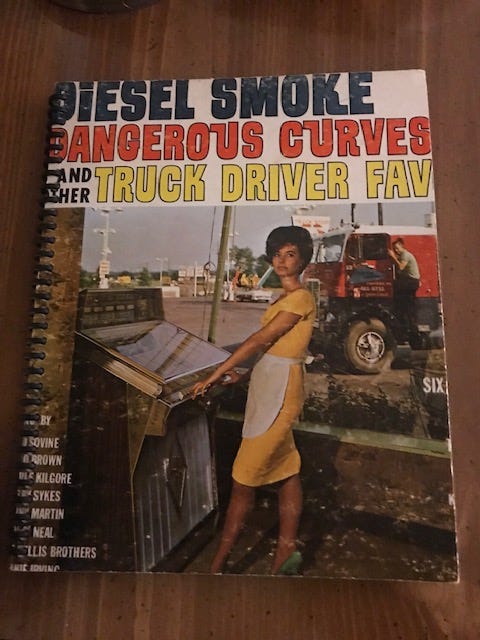 DIESEL SMOKE
DANGEROUS CURVES
AND
HER TRUCK DRIVER FAV
SIX
BY
SOVINE
BROWN
KILGORE
SYKES
MARTIN
NEAL
LLIS BROTHERS
IRVING